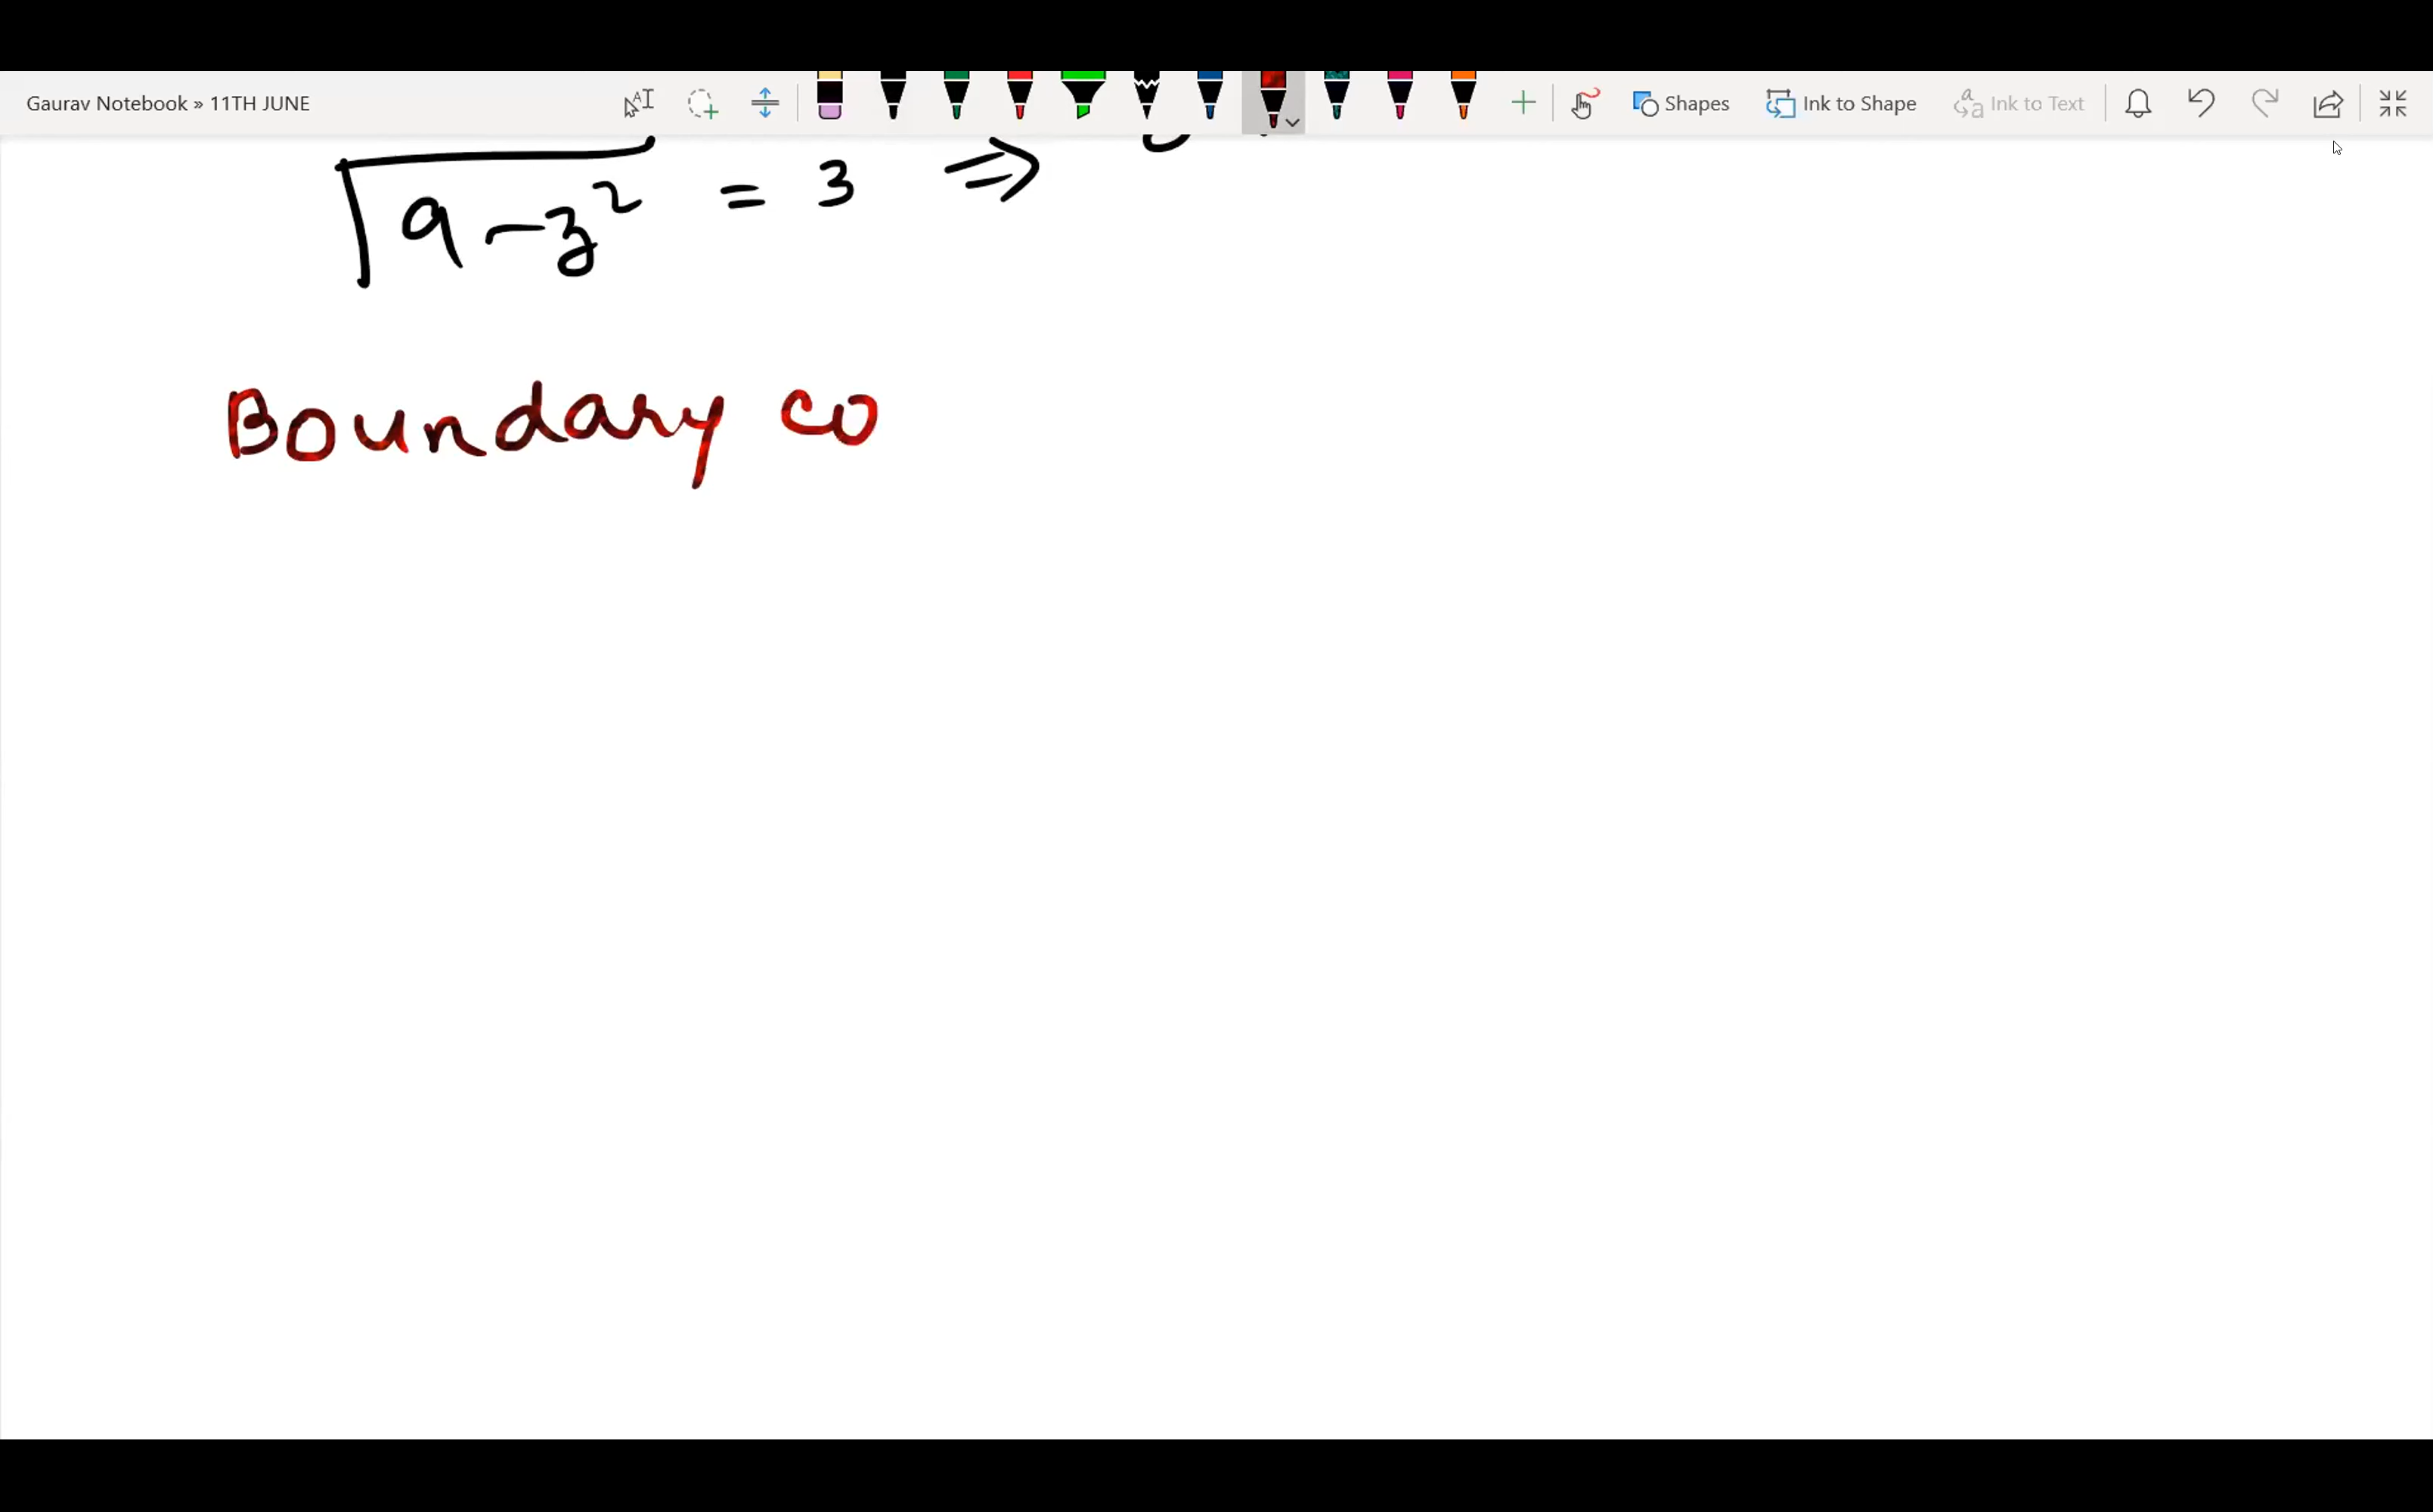 Gaurav Notebook » 11TH JUNE Shapes Ink to Shape Ink to Text
√9-z² = 3 ⇒
Boundary co